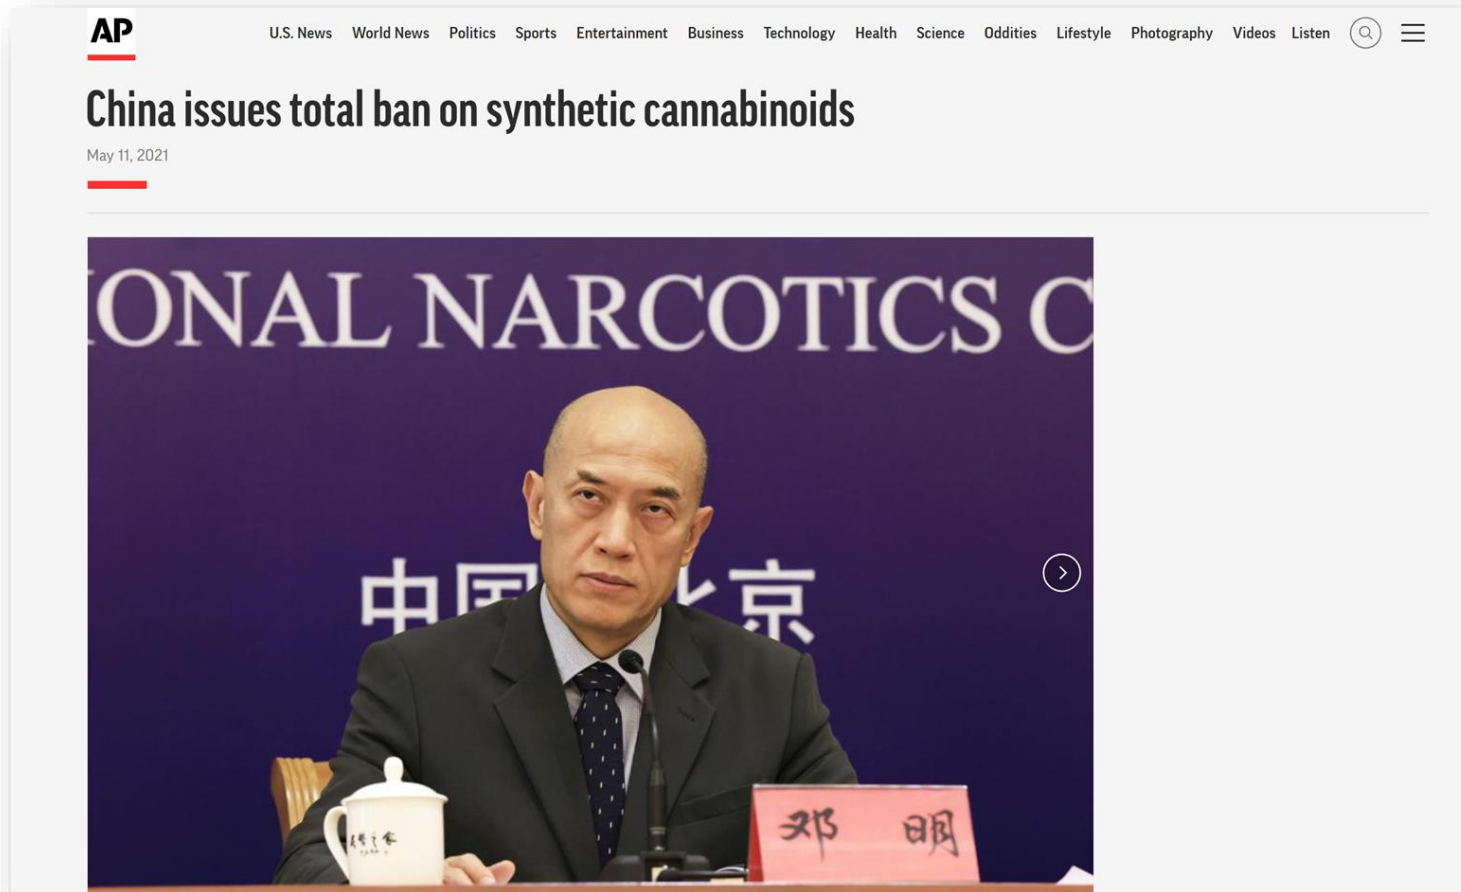 AP
U.S. News World News Politics Sports Entertainment Business Technology Health Science Oddities Lifestyle Photography Videos Listen
China issues total ban on synthetic cannabinoids
May 11, 2021
IONAL NARCOTICS C
中国 京
邓 明